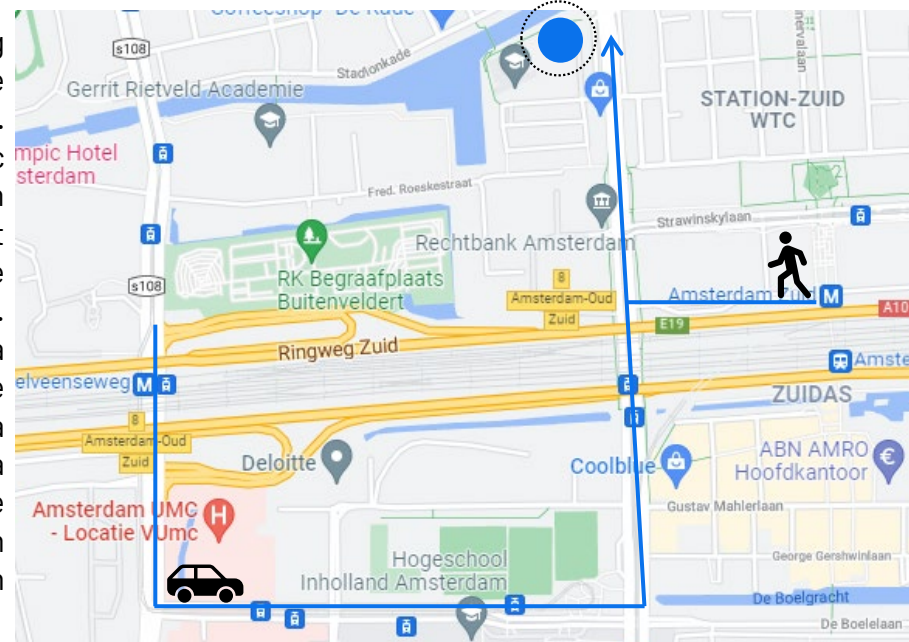 s108
Stadionkade
Gerrit Rietveld Academie
STATION-ZUID
WTC
mpic Hotel
sterdam
Fred. Roeskestraat
Strawinskylaan
Rechtbank Amsterdam
RK Begraafplaats
Buitenveldert
s108
8
Amsterdam-Oud
Zuid
Amsterdam Zuid
M
A10
E19
Ringweg Zuid
elveenseweg
M
Amste
ZUIDAS
8
Amsterdam-Oud
Zuid
Deloitte
Coolblue
ABN AMRO
Hoofdkantoor
€
Gustav Mahlerlaan
Amsterdam UMC
- Locatie VUmc
H
George Gershwinlaan
Hogeschool
Inholland Amsterdam
De Boelgracht
De Boelelaan